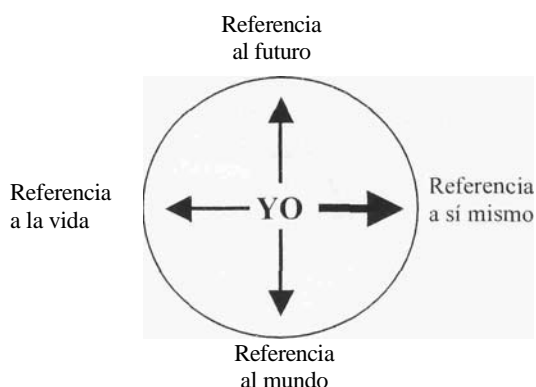 Referencia
al futuro
Referencia
a la vida
YO
Referencia
a sí mismo
Referencia
al mundo